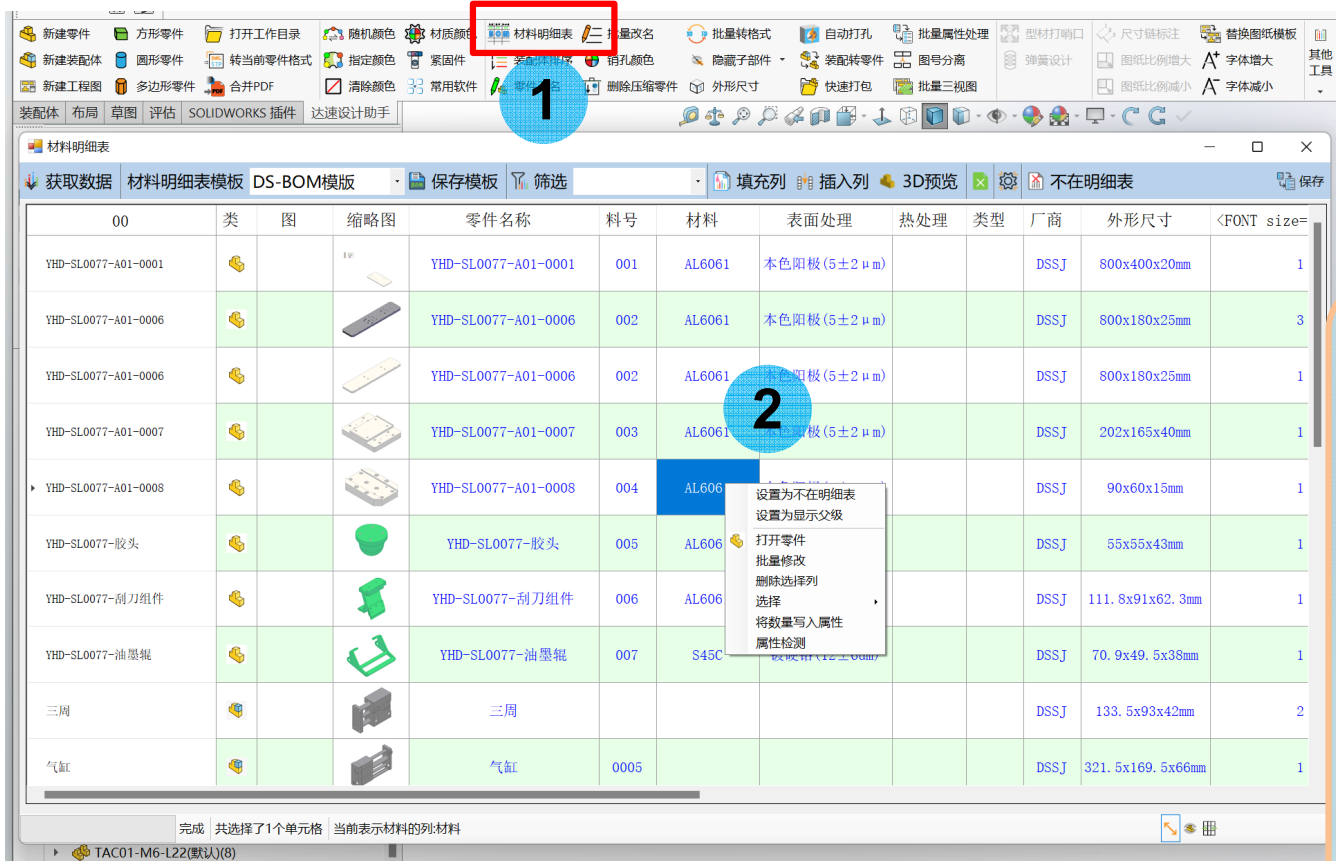 新建零件 方形零件 打开工作目录 随机颜色 材质颜色 材料明细表 批量改名 批量转格式 自动打孔 批量属性处理 型材打哨口 尺寸链标注 替换图纸模板
新建装配体 圆形零件 转当前零件格式 指定颜色 紧固件 销孔颜色 隐藏子部件 装配转零件 图号分离 弹簧设计 图纸比例增大 字体增大 其他工具
新建工程图 多边形零件 合并PDF 清除颜色 常用软件 删除压缩零件 外形尺寸 快速打包 批量三视图 图纸比例减小 字体减小
1
装配体 布局 草图 评估 SOLIDWORKS 插件 达速设计助手
材料明细表
获取数据 材料明细表模板 DS-BOM模版 保存模板 筛选 填充列 插入列 3D预览 不在明细表 保存
00 类 图 缩略图 零件名称 料号 材料 表面处理 热处理 类型 厂商 外形尺寸 <FONT size=
YHD-SL0077-A01-0001 YHD-SL0077-A01-0001 001 AL6061 本色阳极(5±2μm) DSSJ 800x400x20mm 1
YHD-SL0077-A01-0006 YHD-SL0077-A01-0006 002 AL6061 本色阳极(5±2μm) DSSJ 800x180x25mm 3
YHD-SL0077-A01-0006 YHD-SL0077-A01-0006 002 AL6061 本色阳极(5±2μm) DSSJ 800x180x25mm 1
2
YHD-SL0077-A01-0007 YHD-SL0077-A01-0007 003 AL6061 本色阳极(5±2μm) DSSJ 202x165x40mm 1
YHD-SL0077-A01-0008 YHD-SL0077-A01-0008 004 AL606 DSSJ 90x60x15mm 1
YHD-SL0077-胶头 YHD-SL0077-胶头 005 AL606 DSSJ 55x55x43mm 1
YHD-SL0077-刮刀组件 YHD-SL0077-刮刀组件 006 AL606 DSSJ 111.8x91x62.3mm 1
YHD-SL0077-油墨辊 YHD-SL0077-油墨辊 007 S45C DSSJ 70.9x49.5x38mm 1
三周 三周 DSSJ 133.5x93x42mm 2
气缸 气缸 0005 DSSJ 321.5x169.5x66mm 1
设置为不在明细表
设置为显示父级
打开零件
批量修改
删除选择列
选择
将数量写入属性
属性检测
完成 共选择了1个单元格 当前表示材料的列:材料
TAC01-M6-L22(默认)(8)